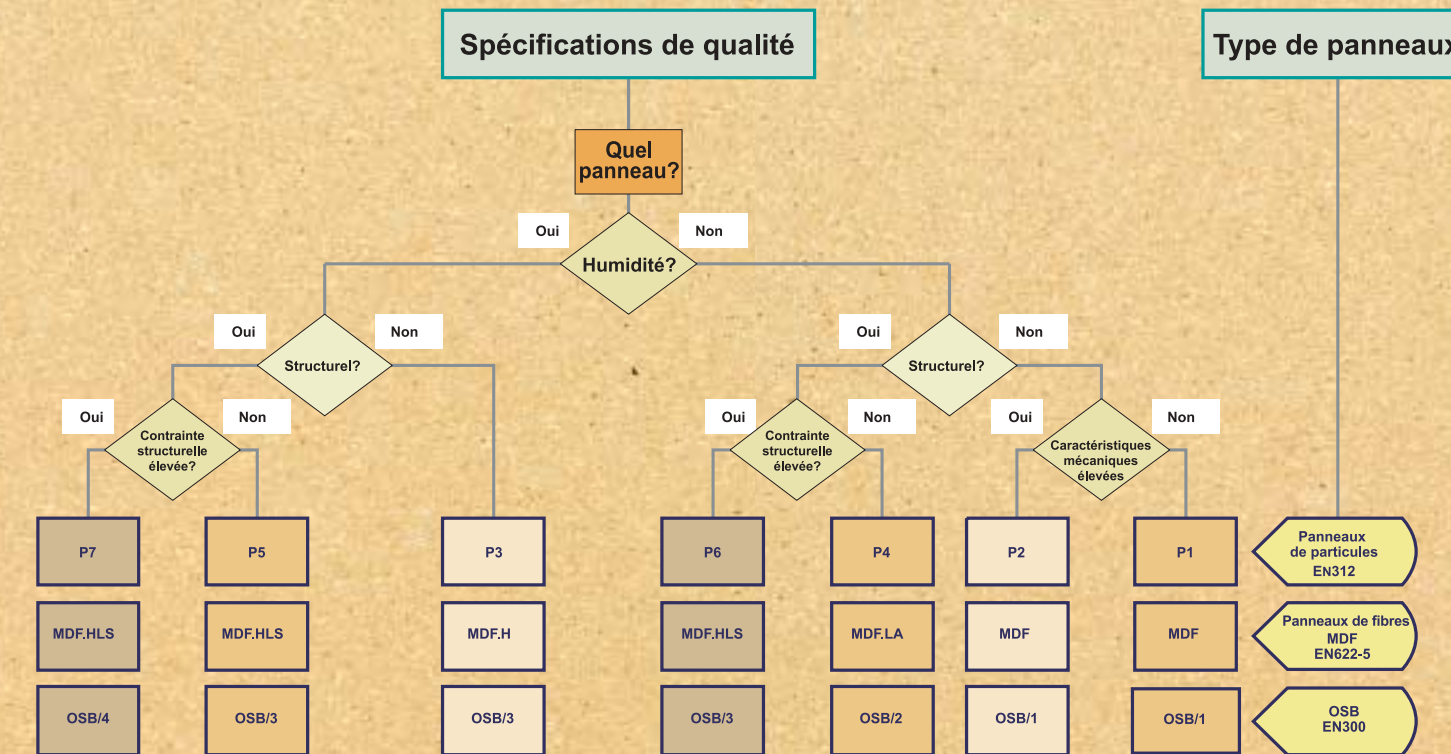 Spécifications de qualité
Type de panneaux
Quel
panneau?
Oui
Non
Humidité?
Oui
Non
Oui
Non
Structurel?
Structurel?
Oui
Non
Oui
Non
Oui
Non
Contrainte
structurelle
élevée?
Contrainte
structurelle
élevée?
Caractéristiques
mécaniques
élevées
P7
P5
P3
P6
P4
P2
P1
Panneaux
de particules
EN312
MDF.HLS
MDF.HLS
MDF.H
MDF.HLS
MDF.LA
MDF
MDF
Panneaux de fibres
MDF
EN622-5
OSB/4
OSB/3
OSB/3
OSB/3
OSB/2
OSB/1
OSB/1
OSB
EN300